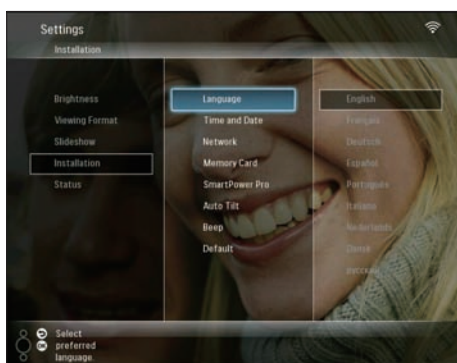 Settings
Installation
Brightness
Viewing Format
Slideshow
Installation
Status
Language
Time and Date
Network
Memory Card
SmartPower Pro
Auto Tilt
Beep
Default
English
Français
Deutsch
Español
Português
Italiano
Nederlands
Dansk
русский
Select
preferred
language.